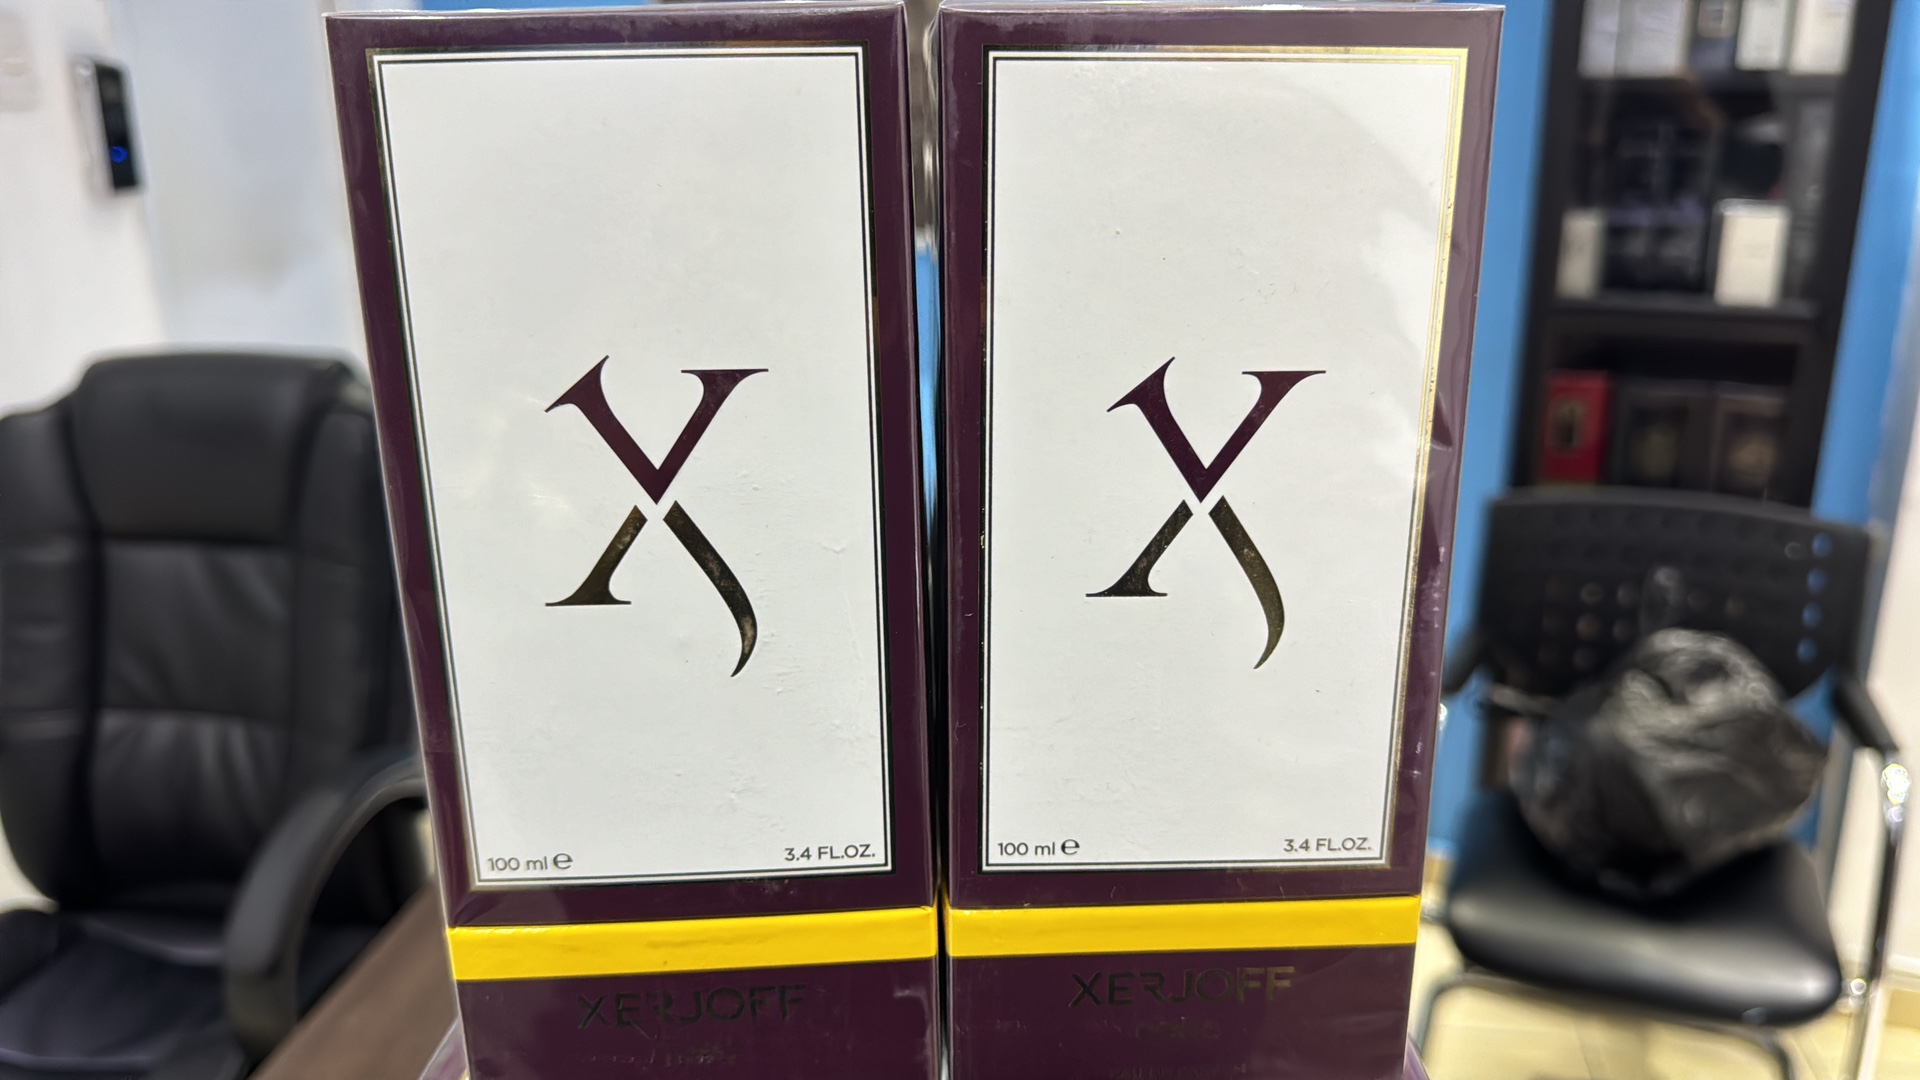 X
100 ml e
3.4 FL.OZ.
XERJOFF
X
100 ml e
3.4 FL.OZ.
XERJOFF